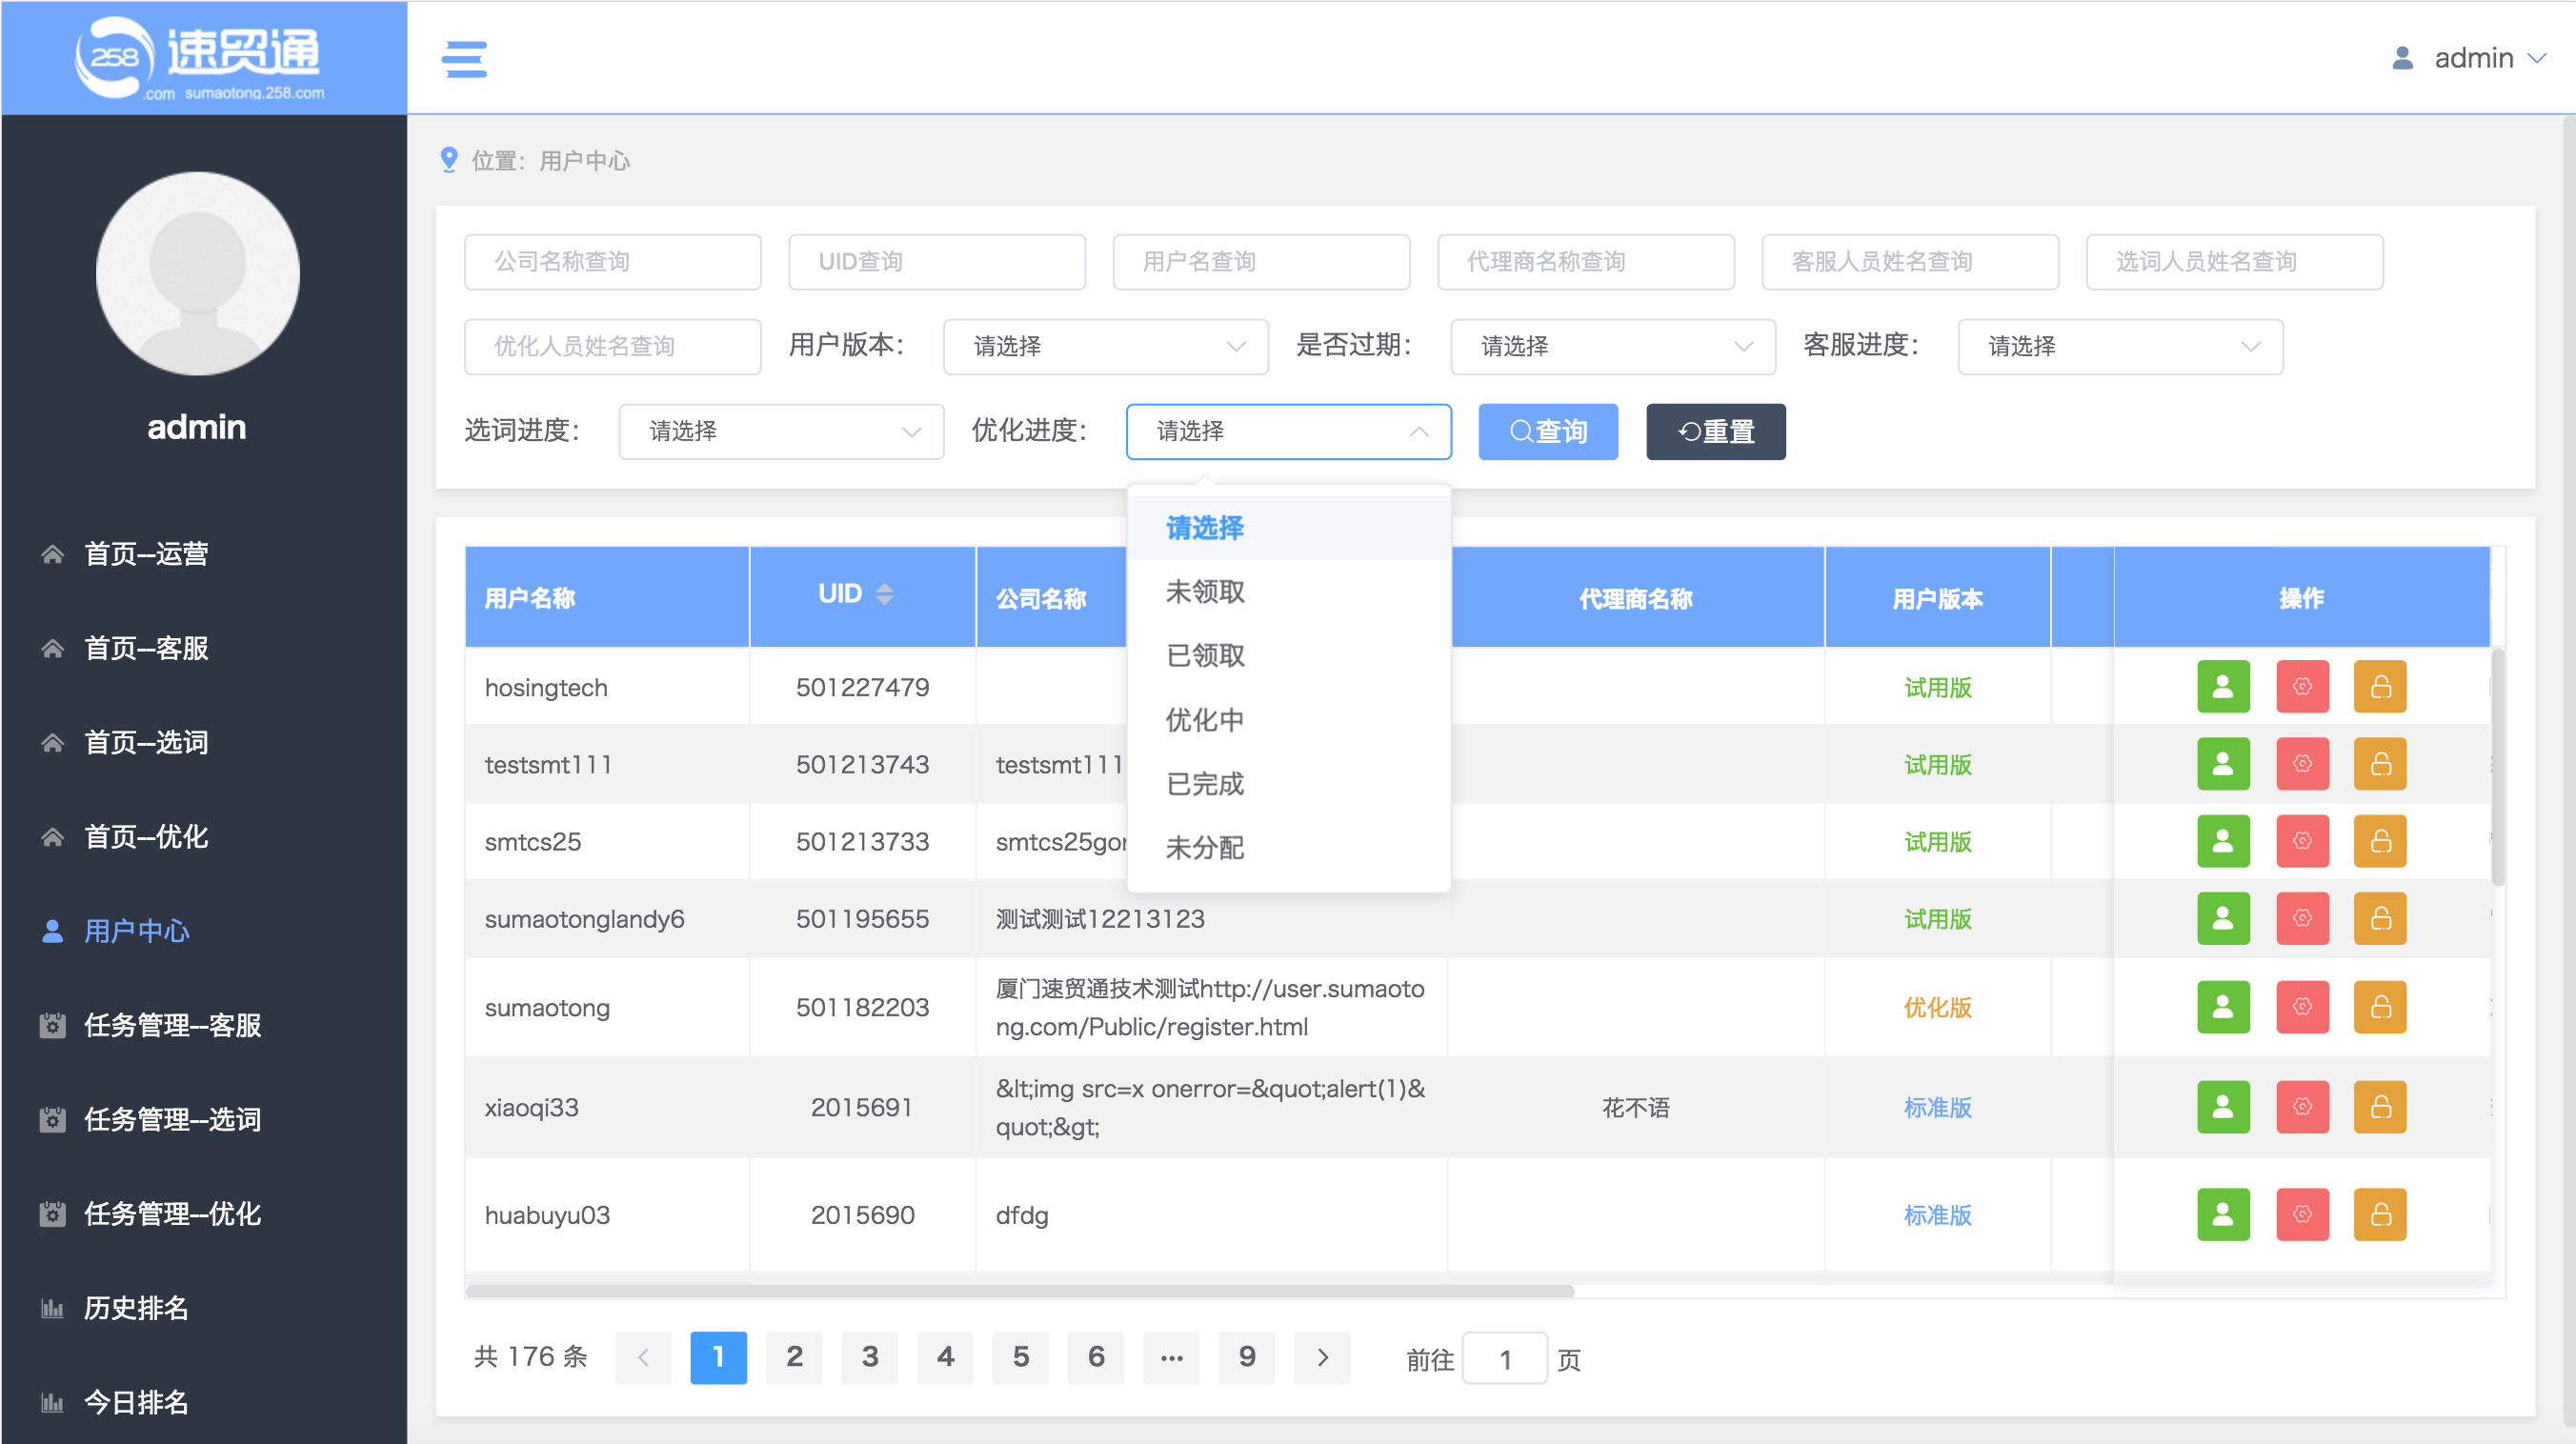 258 速贸通
.com sumaotong.258.com
admin
admin
首页--运营
首页--客服
首页--选词
首页--优化
用户中心
任务管理--客服
任务管理--选词
任务管理--优化
历史排名
今日排名
位置：用户中心
公司名称查询 UID查询 用户名查询 代理商名称查询 客服人员姓名查询 选词人员姓名查询
优化人员姓名查询 用户版本： 请选择 是否过期： 请选择 客服进度： 请选择
选词进度： 请选择 优化进度： 请选择 查询 重置
请选择
未领取
已领取
优化中
已完成
未分配
用户名称 UID 公司名称 代理商名称 用户版本 操作
hosingtech 501227479 试用版
testsmt111 501213743 testsmt111 试用版
smtcs25 501213733 smtcs25gor 试用版
sumaotonglandy6 501195655 测试测试12213123 试用版
sumaotong 501182203 厦门速贸通技术测试http://user.sumaoto
ng.com/Public/register.html 优化版
xiaoqi33 2015691 &lt;img src=x onerror=&quot;alert(1)&
quot;&gt; 花不语 标准版
huabuyu03 2015690 dfdg 标准版
共 176 条 1 2 3 4 5 6 ... 9 前往 1 页